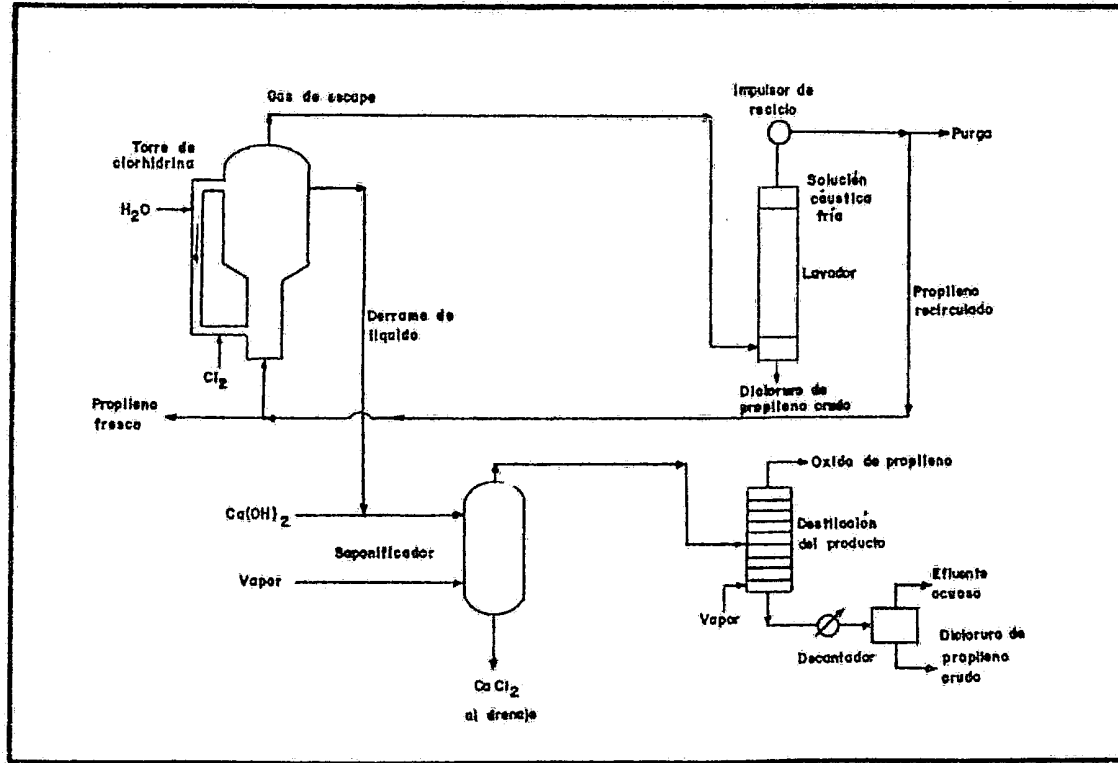 Gas de escape
Impulsor de
reciclo
Purga
Torre de
clorhidrina
H2O
Solución
cáustica
fría
Lavador
Propileno
recirculado
Derrame de
líquido
Cl2
Dicloruro de
propileno crudo
Propileno
fresco
Oxido de propileno
Ca(OH)2
Saponificador
Destilación
del producto
Vapor
Vapor
Efluente
acuoso
Decantador
Dicloruro de
propileno
crudo
CaCl2
al drenaje